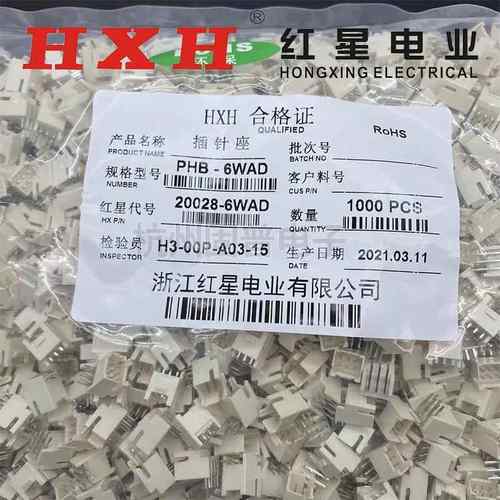 HXH® 红星电业
HONGXING ELECTRICAL
RoHS
HXH 合格证
QUALIFIED
RoHS
产品名称 插针座 批次号
PRODUCT NAME BATCH NO
规格型号 PHB - 6WAD 客户料号
NUMBER CUS P/N
红星代号 20028-6WAD 数量 1000 PCS
HX P/N QUANTITY
检验员 H3-00P-A03-15 生产日期 2021.03.11
INSPECTOR DATE
浙江红星电业有限公司